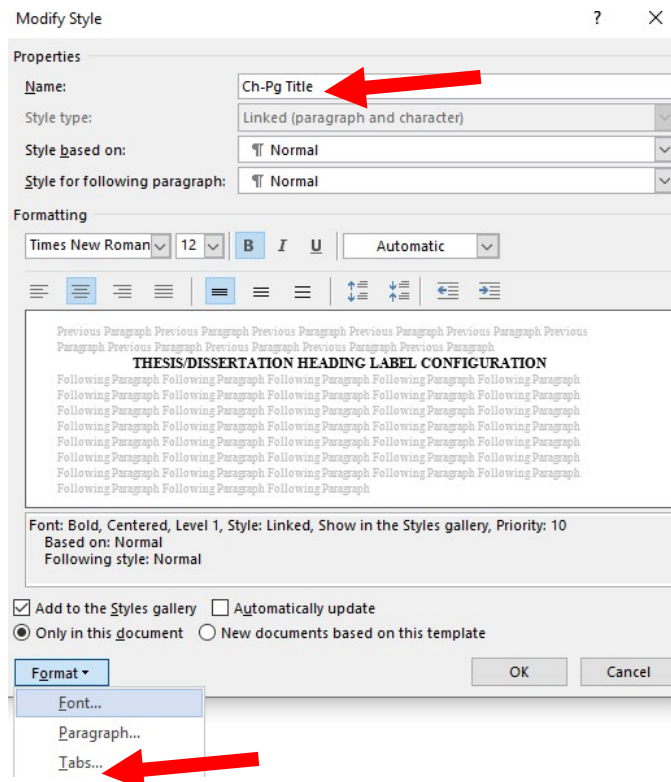 Modify Style ? ✕
Properties
Name: Ch-Pg Title
Style type: Linked (paragraph and character)
Style based on: ¶ Normal
Style for following paragraph: ¶ Normal
Formatting
Times New Roman 12 B I U Automatic
Previous Paragraph Previous Paragraph Previous Paragraph Previous Paragraph Previous Paragraph Previous
Paragraph Previous Paragraph Previous Paragraph Previous Paragraph Previous Paragraph
THESIS/DISSERTATION HEADING LABEL CONFIGURATION
Following Paragraph Following Paragraph Following Paragraph Following Paragraph Following Paragraph
Following Paragraph Following Paragraph Following Paragraph Following Paragraph Following Paragraph
Following Paragraph Following Paragraph Following Paragraph Following Paragraph Following Paragraph
Following Paragraph Following Paragraph Following Paragraph Following Paragraph Following Paragraph
Following Paragraph Following Paragraph Following Paragraph Following Paragraph Following Paragraph
Following Paragraph Following Paragraph Following Paragraph Following Paragraph Following Paragraph
Following Paragraph Following Paragraph Following Paragraph Following Paragraph Following Paragraph
Following Paragraph Following Paragraph Following Paragraph
Font: Bold, Centered, Level 1, Style: Linked, Show in the Styles gallery, Priority: 10
Based on: Normal
Following style: Normal
Add to the Styles gallery Automatically update
Only in this document New documents based on this template
Format OK Cancel
Font...
Paragraph...
Tabs...